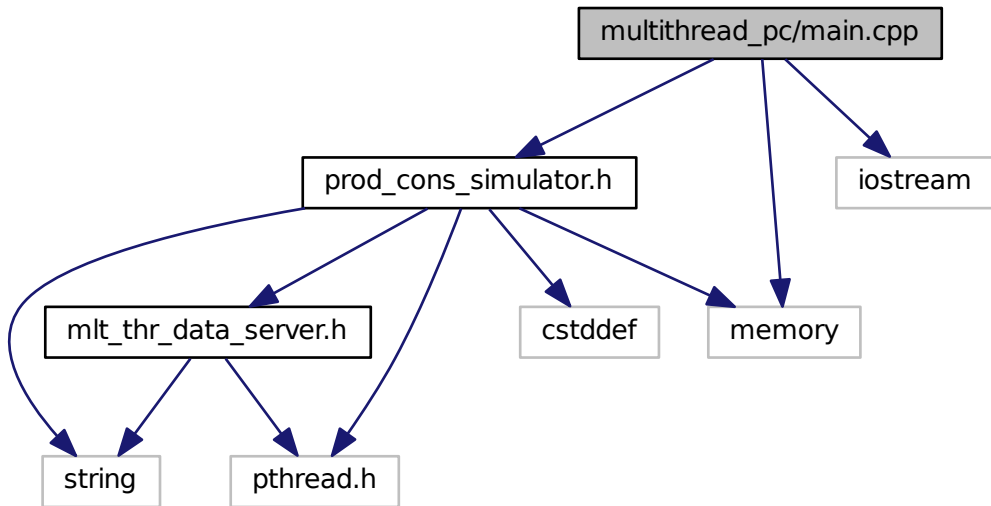 multithread_pc/main.cpp
prod_cons_simulator.h
iostream
mlt_thr_data_server.h
cstddef
memory
string
pthread.h